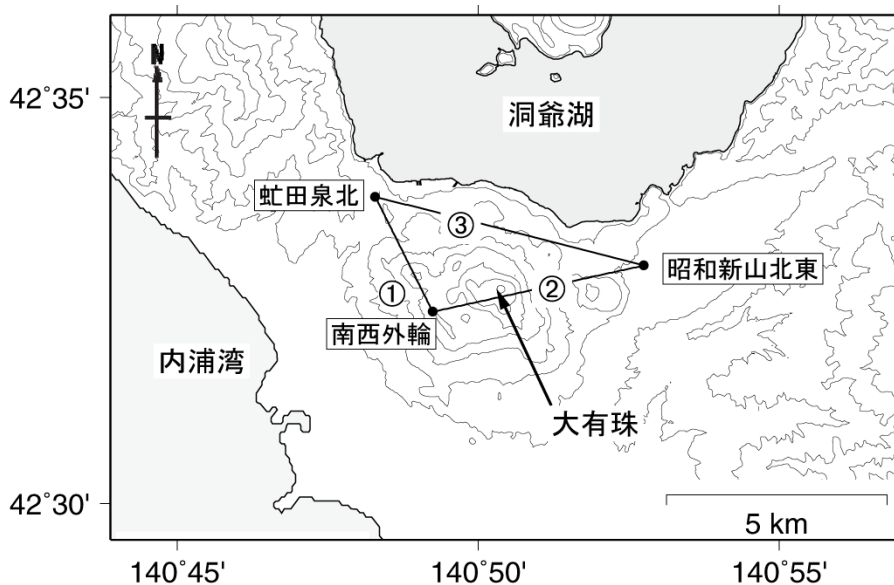 N
42°35'
洞爺湖
虻田泉北
③
昭和新山北東
①
②
南西外輪
内浦湾
大有珠
42°30'
5 km
140°45'
140°50'
140°55'